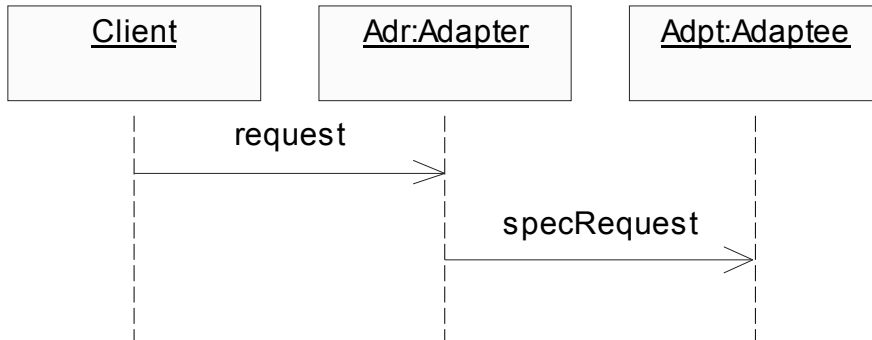 Client
Adr:Adapter
Adpt:Adaptee
request
specRequest